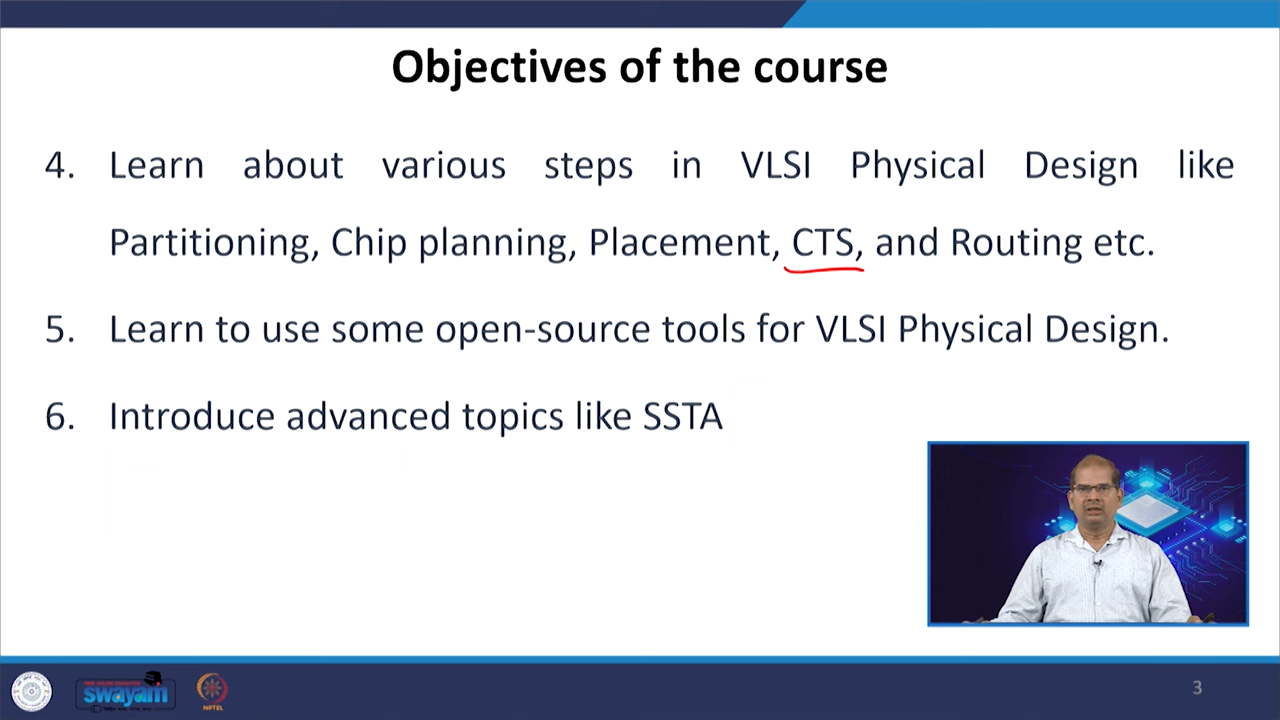 Objectives of the course
4. Learn about various steps in VLSI Physical Design like
Partitioning, Chip planning, Placement, CTS, and Routing etc.
5. Learn to use some open-source tools for VLSI Physical Design.
6. Introduce advanced topics like SSTA
swayam
NPTEL
3